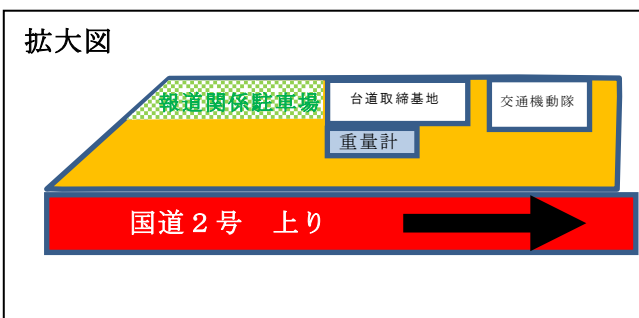 拡大図
報道関係駐車場
台道取締基地
交通機動隊
重量計
国道２号　上り